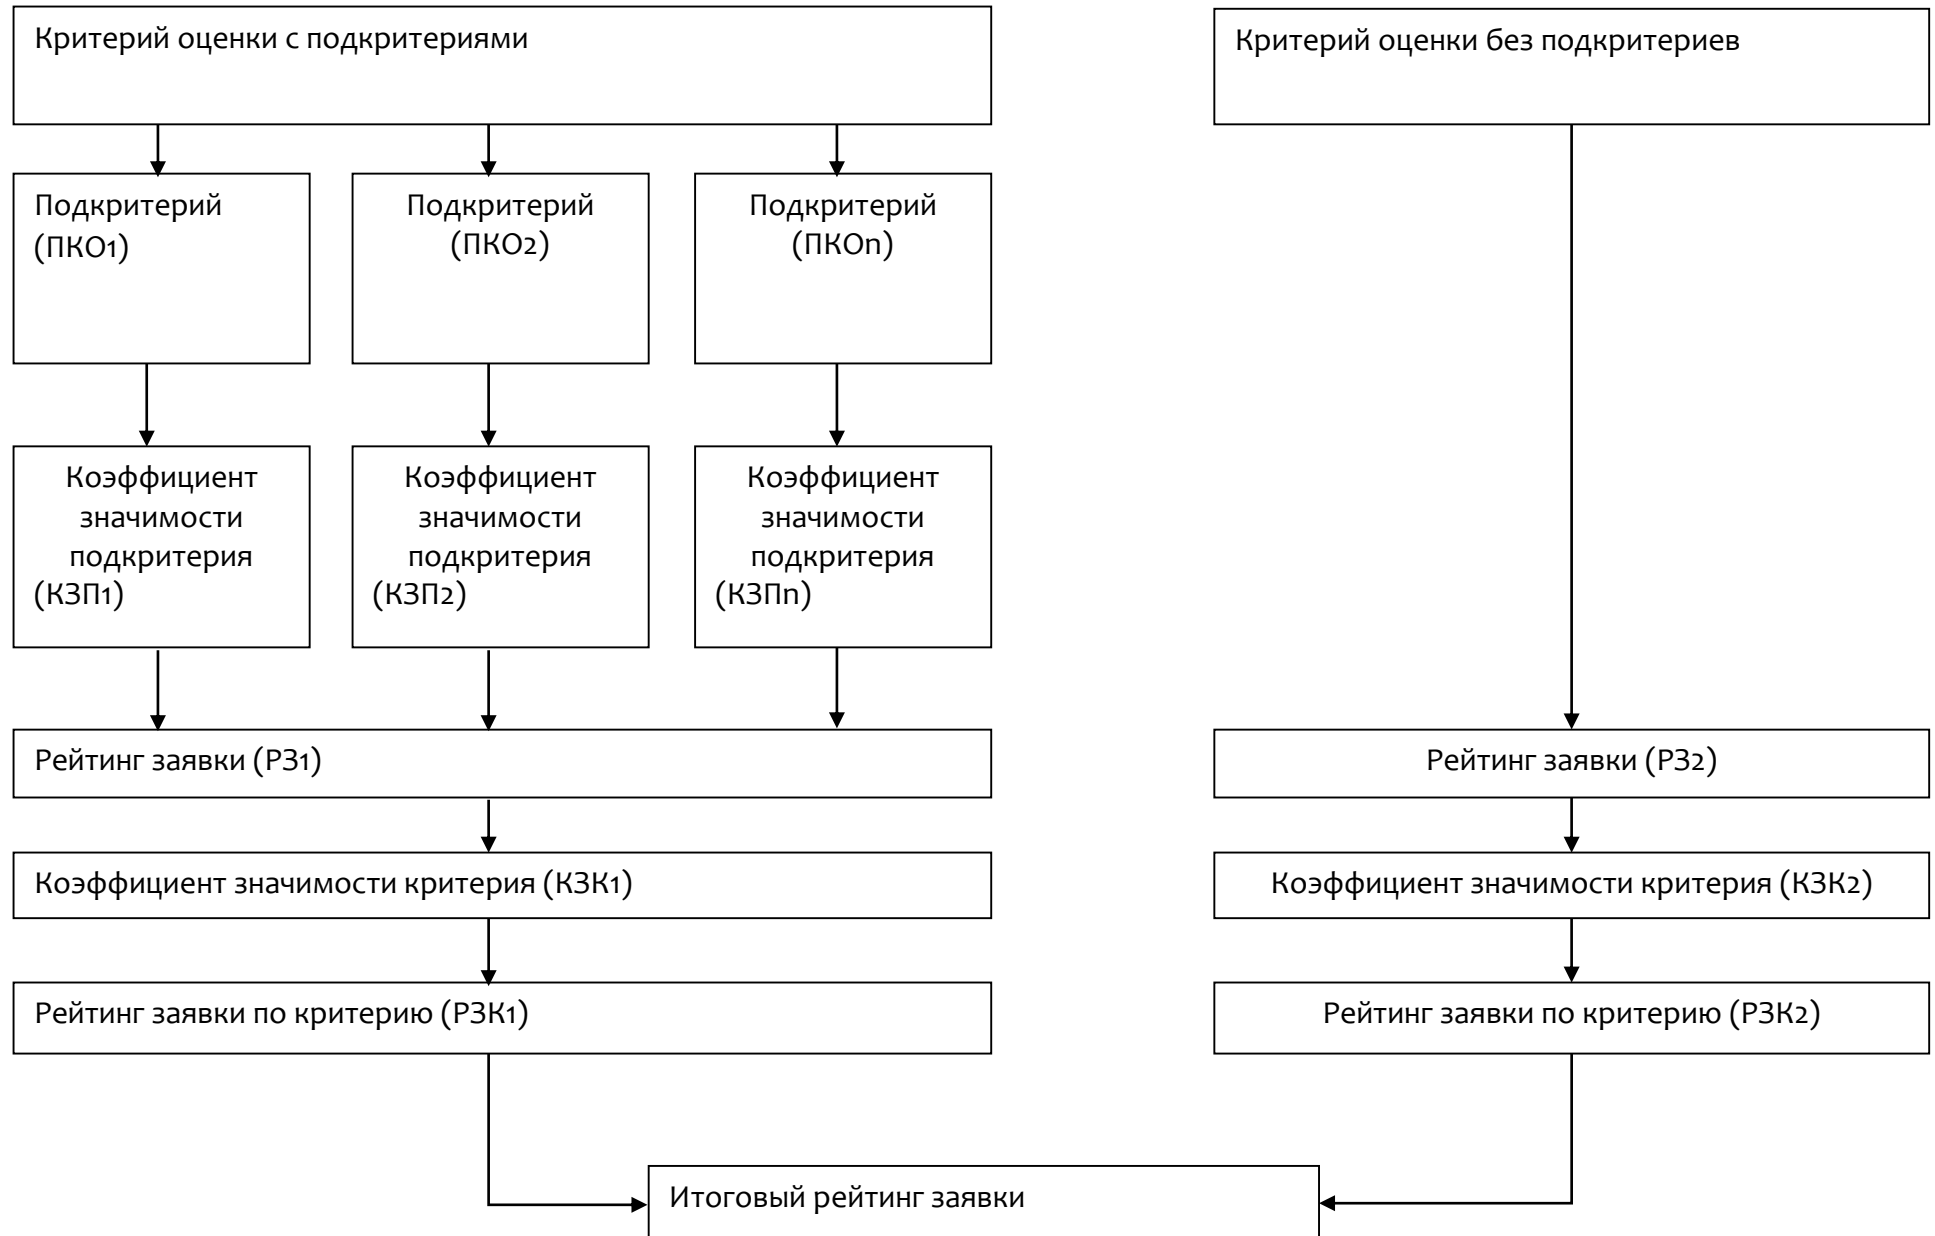 Критерий оценки с подкритериями
Критерий оценки без подкритериев
Подкритерий
(ПКО1)
Подкритерий
(ПКО2)
Подкритерий
(ПКОn)
Коэффициент
значимости
подкритерия
(КЗП1)
Коэффициент
значимости
подкритерия
(КЗП2)
Коэффициент
значимости
подкритерия
(КЗПn)
Рейтинг заявки (РЗ1)
Рейтинг заявки (РЗ2)
Коэффициент значимости критерия (КЗК1)
Коэффициент значимости критерия (КЗК2)
Рейтинг заявки по критерию (РЗК1)
Рейтинг заявки по критерию (РЗК2)
Итоговый рейтинг заявки